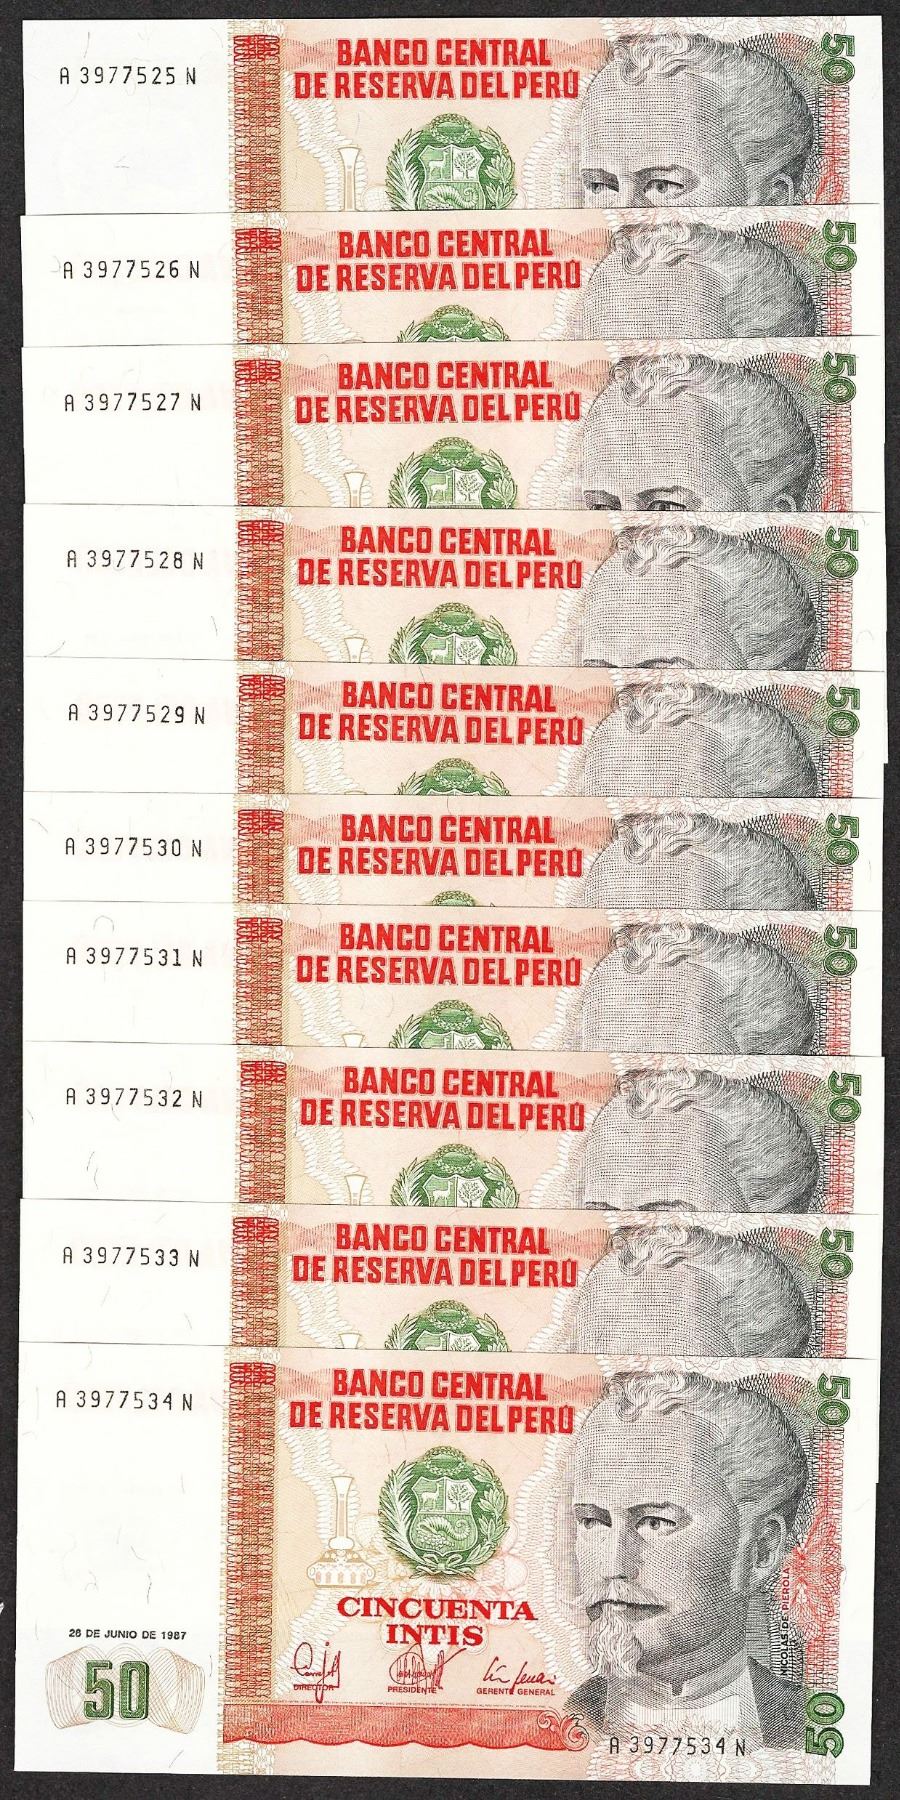 A 3977525 N
BANCO CENTRAL
DE RESERVA DEL PERÚ
50
A 3977526 N
BANCO CENTRAL
DE RESERVA DEL PERÚ
50
A 3977527 N
BANCO CENTRAL
DE RESERVA DEL PERÚ
50
A 3977528 N
BANCO CENTRAL
DE RESERVA DEL PERÚ
50
A 3977529 N
BANCO CENTRAL
DE RESERVA DEL PERÚ
50
A 3977530 N
BANCO CENTRAL
DE RESERVA DEL PERÚ
50
A 3977531 N
BANCO CENTRAL
DE RESERVA DEL PERÚ
50
A 3977532 N
BANCO CENTRAL
DE RESERVA DEL PERÚ
50
A 3977533 N
BANCO CENTRAL
DE RESERVA DEL PERÚ
50
A 3977534 N
BANCO CENTRAL
DE RESERVA DEL PERÚ
50
CINCUENTA
INTIS
NICOLAS DE PIEROLA
26 DE JUNIO DE 1987
50
DIRECTOR
PRESIDENTE
GERENTE GENERAL
A 3977534 N
50